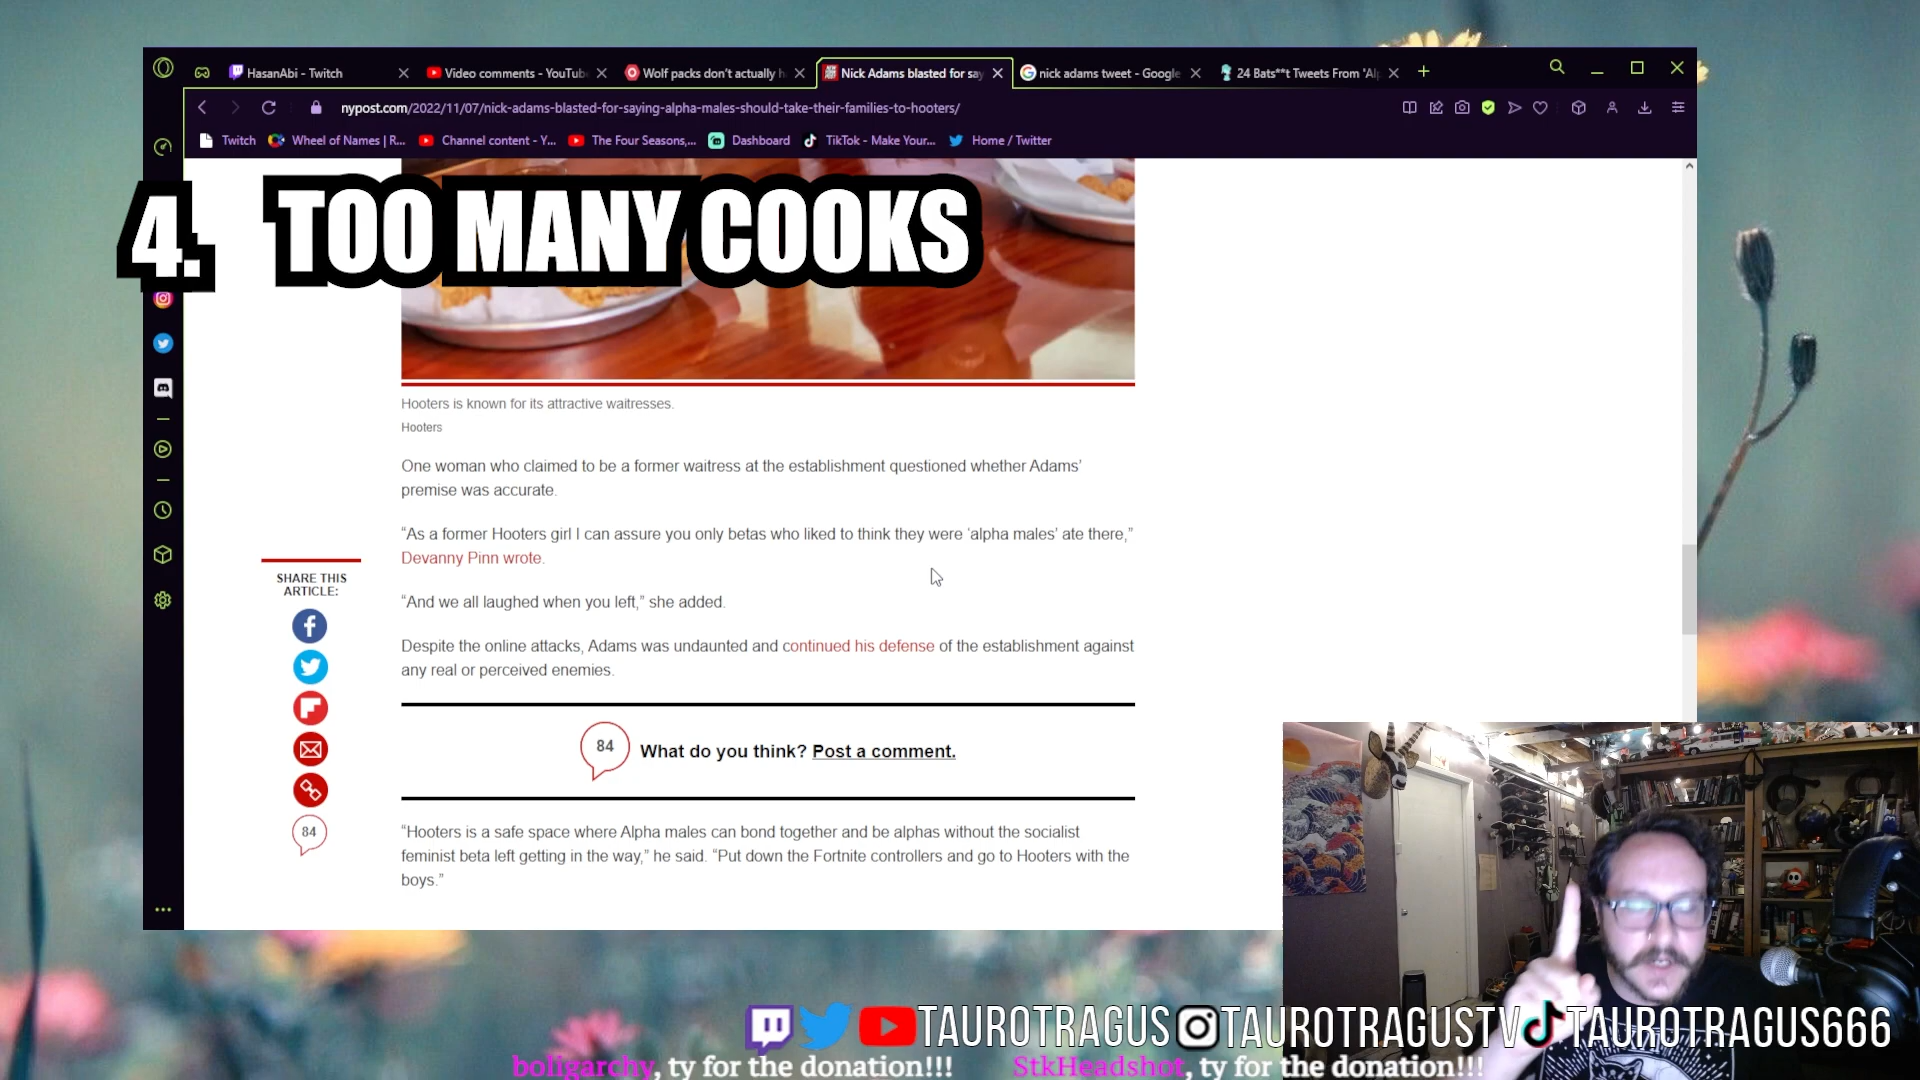 HasanAbi - Twitch
Video comments - YouTub
Wolf packs don't actually h
Nick Adams blasted for say
nick adams tweet - Google
24 Bats**t Tweets From 'Al
nypost.com/2022/11/07/nick-adams-blasted-for-saying-alpha-males-should-take-their-families-to-hooters/
Twitch
Wheel of Names | R...
Channel content - Y...
The Four Seasons,...
Dashboard
TikTok - Make Your...
Home / Twitter
4. TOO MANY COOKS
Hooters is known for its attractive waitresses.
Hooters
One woman who claimed to be a former waitress at the establishment questioned whether Adams'
premise was accurate.
“As a former Hooters girl I can assure you only betas who liked to think they were ‘alpha males’ ate there,”
Devanny Pinn wrote.
“And we all laughed when you left,” she added.
Despite the online attacks, Adams was undaunted and continued his defense of the establishment against
any real or perceived enemies.
SHARE THIS
ARTICLE:
84
84
What do you think? Post a comment.
“Hooters is a safe space where Alpha males can bond together and be alphas without the socialist
feminist beta left getting in the way,” he said. “Put down the Fortnite controllers and go to Hooters with the
boys.”
TAUROTRAGUS
TAUROTRAGUSTV
TAUROTRAGUS666
boligarchy, ty for the donation!!!
StkHeadshot, ty for the donation!!!